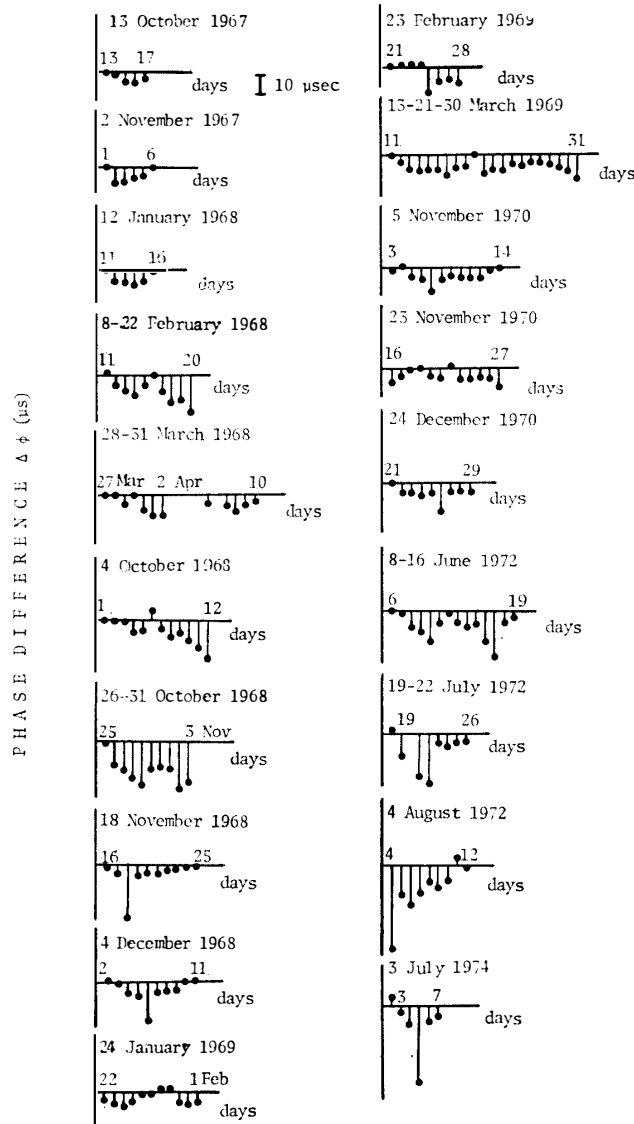 PHASE DIFFERENCE Δ φ (μs)
13 October 1967
13 17
days
10 μsec
2 November 1967
1 6
days
12 January 1968
11 16
days
8-22 February 1968
11 20
days
28-31 March 1968
27 Mar 2 Apr 10
days
4 October 1968
1 12
days
26-31 October 1968
25 3 Nov
days
18 November 1968
16 25
days
4 December 1968
2 11
days
24 January 1969
22 1 Feb
days
23 February 1969
21 28
days
13-21-30 March 1969
11 31
days
5 November 1970
3 14
days
23 November 1970
16 27
days
24 December 1970
21 29
days
8-16 June 1972
6 19
days
19-22 July 1972
19 26
days
4 August 1972
4 12
days
3 July 1974
3 7
days